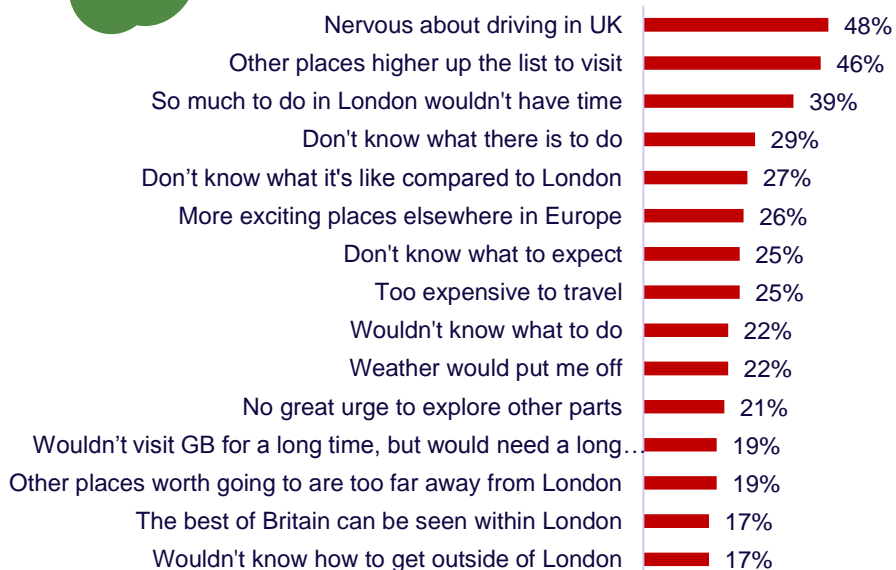 Nervous about driving in UK 48%
Other places higher up the list to visit 46%
So much to do in London wouldn't have time 39%
Don't know what there is to do 29%
Don’t know what it's like compared to London 27%
More exciting places elsewhere in Europe 26%
Don't know what to expect 25%
Too expensive to travel 25%
Wouldn't know what to do 22%
Weather would put me off 22%
No great urge to explore other parts 21%
Wouldn’t visit GB for a long time, but would need a long… 19%
Other places worth going to are too far away from London 19%
The best of Britain can be seen within London 17%
Wouldn't know how to get outside of London 17%